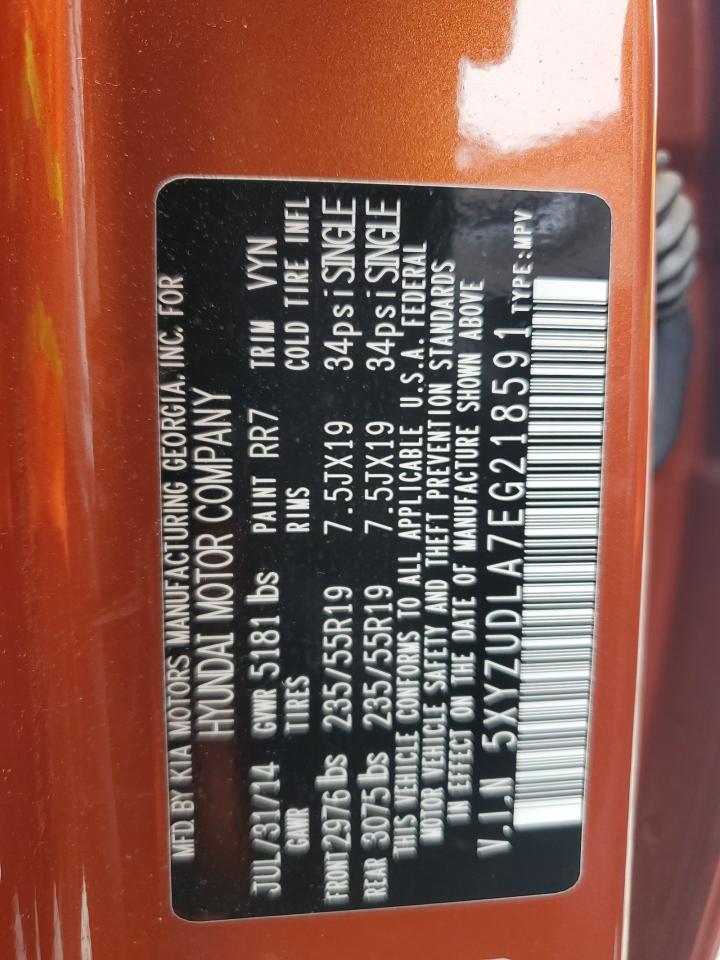 MFD. BY KIA MOTORS MANUFACTURING GEORGIA. INC. FOR
HYUNDAI MOTOR COMPANY
JUL/31/14 GVWR 5181 lbs PAINT RR7 TRIM VYN
GAWR TIRES RIMS COLD TIRE INFL
FRONT 2976 lbs 235/55R19 7.5JX19 34psi SINGLE
REAR 3075 lbs 235/55R19 7.5JX19 34psi SINGLE
THIS VEHICLE CONFORMS TO ALL APPLICABLE U.S.A. FEDERAL
MOTOR VEHICLE SAFETY AND THEFT PREVENTION STANDARDS
IN EFFECT ON THE DATE OF MANUFACTURE SHOWN ABOVE
V.I.N 5XYZUDLA7EG218591 TYPE:MPV